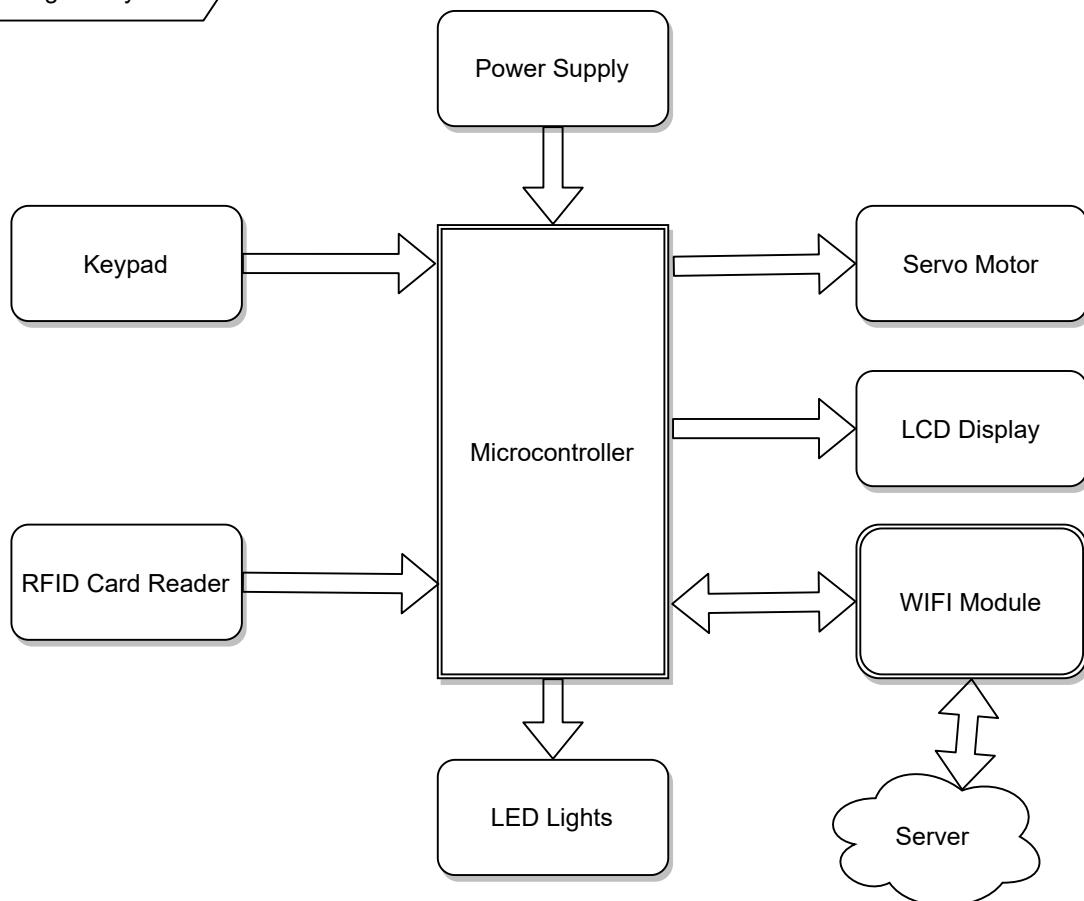 Power Supply
Keypad
Servo Motor
LCD Display
Microcontroller
RFID Card Reader
WIFI Module
LED Lights
Server